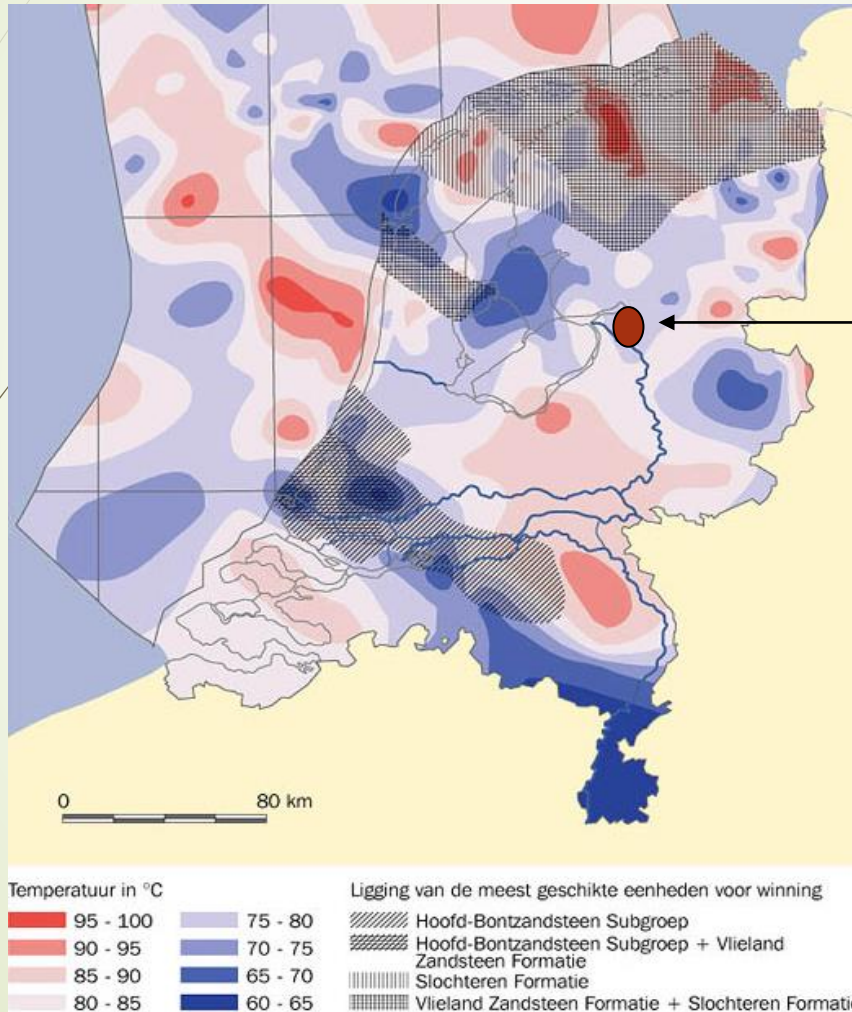 0 80 km
Temperatuur in °C
95 - 100
90 - 95
85 - 90
80 - 85
75 - 80
70 - 75
65 - 70
60 - 65
Ligging van de meest geschikte eenheden voor winning
Hoofd-Bontzandsteen Subgroep
Hoofd-Bontzandsteen Subgroep + Vlieland
Zandsteen Formatie
Slochteren Formatie
Vlieland Zandsteen Formatie + Slochteren Formatie